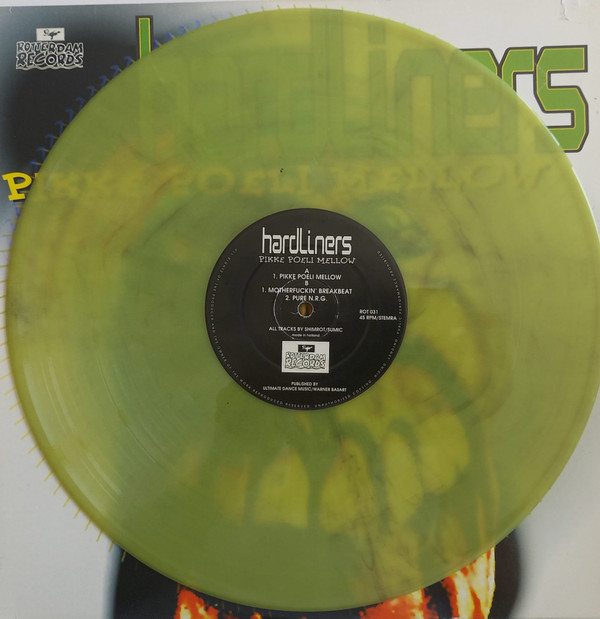 ROTTERDAM
RECORDS
hardLiners
PIKKE POELI MELLOW
hardLiners
PIKKE POELI MELLOW
A
1. PIKKE POELI MELLOW
B
1. MOTHERFUCKIN' BREAKBEAT
2. PURE N.R.G.
ROT 031
45 RPM/STEMRA
ALL TRACKS BY SHIMROT/SUMIC
made in holland
ROTTERDAM
RECORDS
PUBLISHED BY
ULTIMATE DANCE MUSIC/WARNER BASART